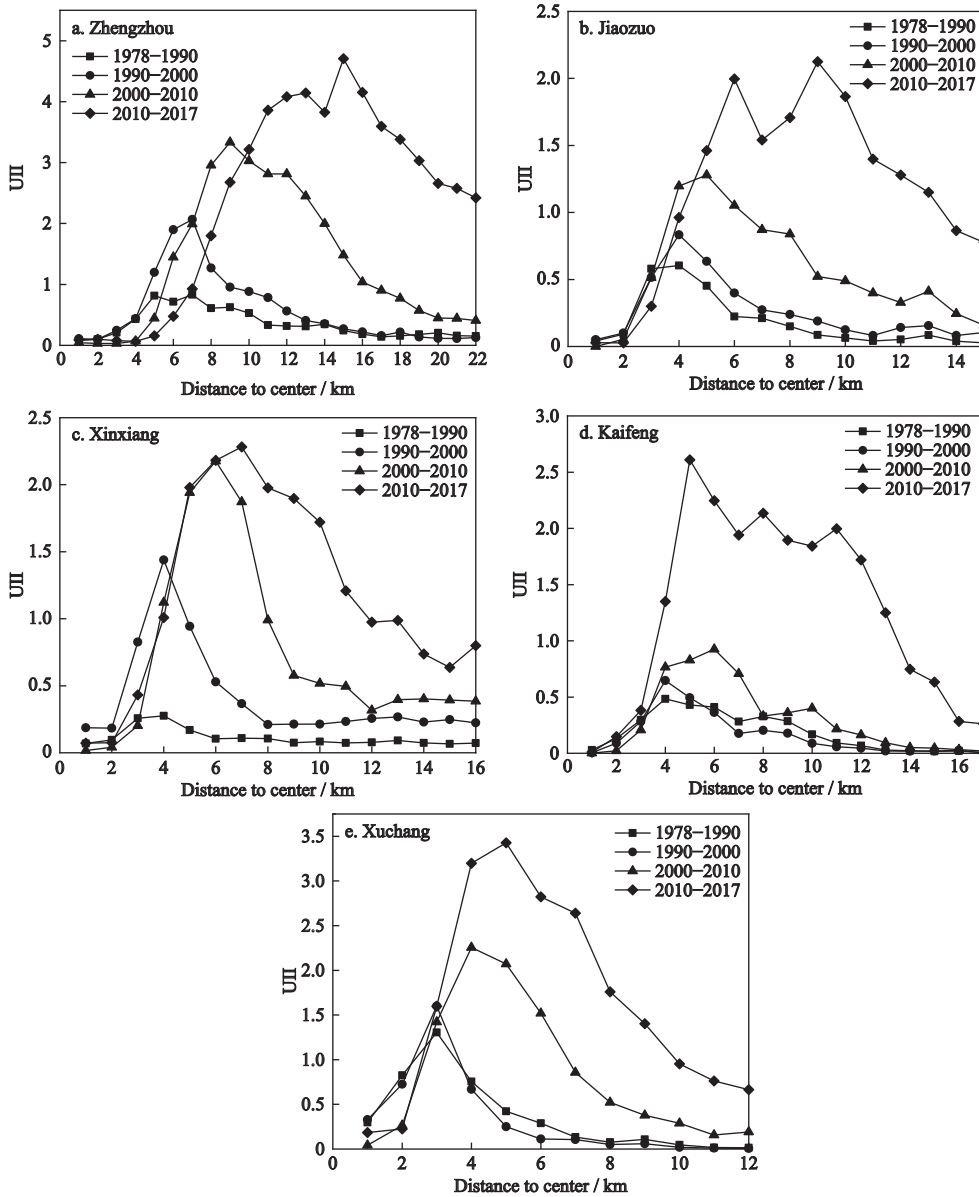 a. Zhengzhou
1978–1990
1990–2000
2000–2010
2010–2017
UII
5
4
3
2
1
0
0 2 4 6 8 10 12 14 16 18 20 22
Distance to center / km
b. Jiaozuo
1978–1990
1990–2000
2000–2010
2010–2017
UII
2.5
2.0
1.5
1.0
0.5
0
0 2 4 6 8 10 12 14
Distance to center / km
c. Xinxiang
1978–1990
1990–2000
2000–2010
2010–2017
UII
2.5
2.0
1.5
1.0
0.5
0
0 2 4 6 8 10 12 14 16
Distance to center / km
d. Kaifeng
1978–1990
1990–2000
2000–2010
2010–2017
UII
3.0
2.5
2.0
1.5
1.0
0.5
0
0 2 4 6 8 10 12 14 16
Distance to center / km
e. Xuchang
1978–1990
1990–2000
2000–2010
2010–2017
UII
3.5
3.0
2.5
2.0
1.5
1.0
0.5
0
0 2 4 6 8 10 12
Distance to center / km